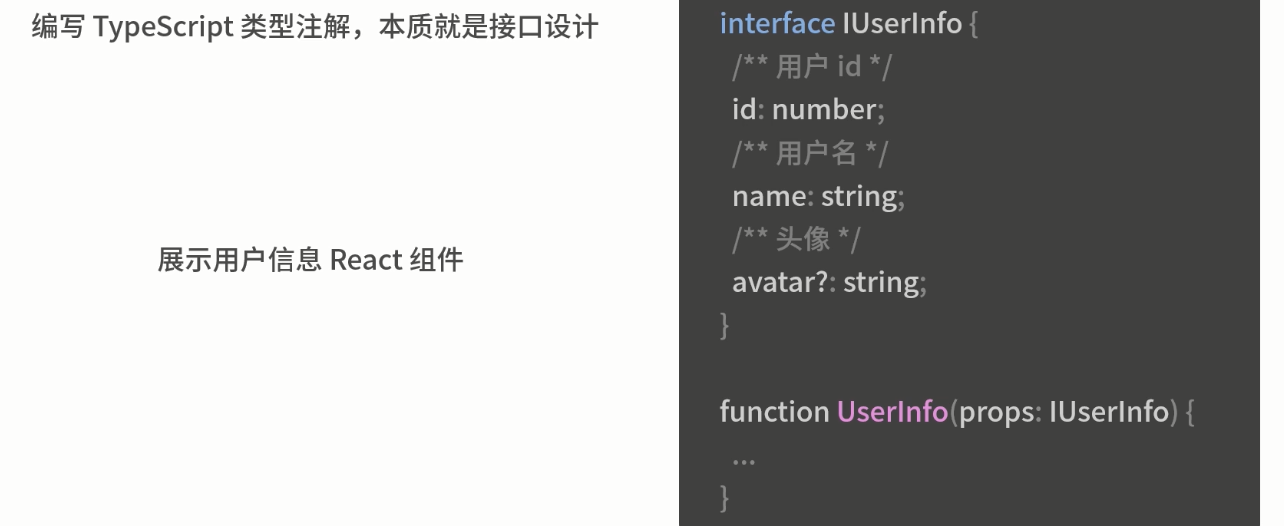 编写 TypeScript 类型注解，本质就是接口设计
展示用户信息 React 组件
interface IUserInfo {
/** 用户 id */
id: number;
/** 用户名 */
name: string;
/** 头像 */
avatar?: string;
}
function UserInfo(props: IUserInfo) {
...
}